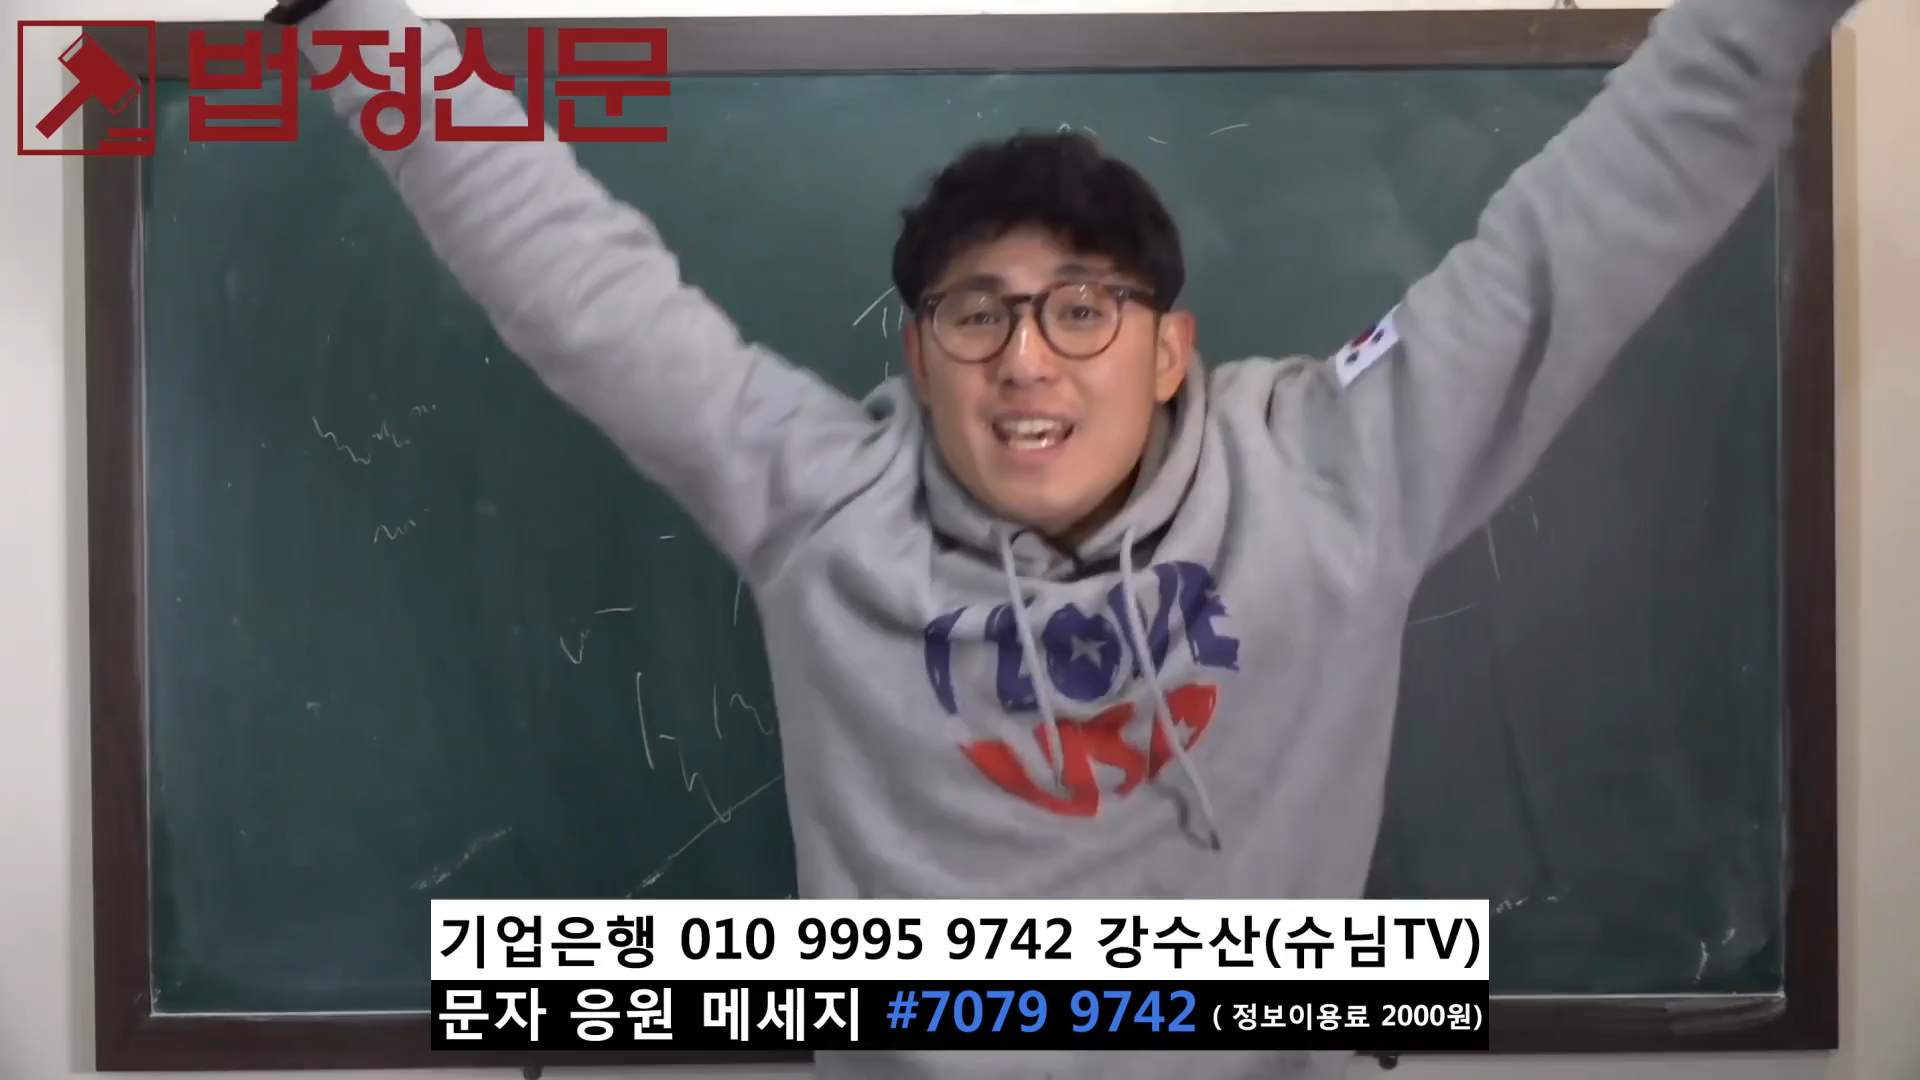 법정신문
I LOVE
USA
기업은행 010 9995 9742 강수산(슈님TV)
문자 응원 메세지 #7079 9742 ( 정보이용료 2000원)